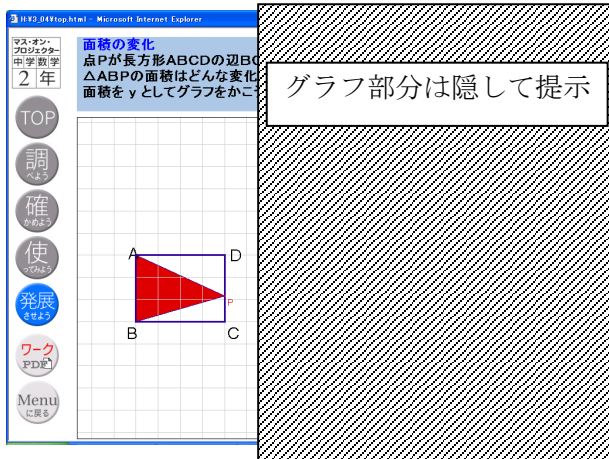 H:¥3_04¥top.html - Microsoft Internet Explorer
マス・オン・
プロジェクター
中学数学
2 年
面積の変化
点Pが長方形ABCDの辺BC
△ABPの面積はどんな変化
面積を y としてグラフをかこ
グラフ部分は隠して提示
TOP
調
べよう
確
かめよう
使
ってみよう
発展
させよう
ワーク
PDF
Menu
に戻る
A
D
P
B
C